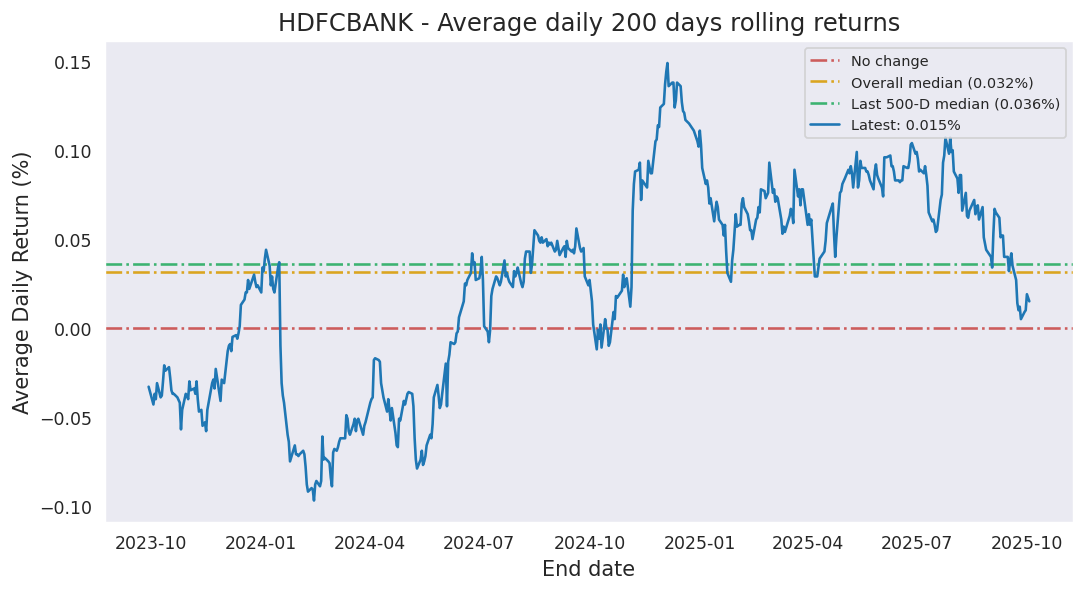 HDFCBANK - Average daily 200 days rolling returns
No change
Overall median (0.032%)
Last 500-D median (0.036%)
Latest: 0.015%
Average Daily Return (%)
0.15
0.10
0.05
0.00
−0.05
−0.10
2023-10 2024-01 2024-04 2024-07 2024-10 2025-01 2025-04 2025-07 2025-10
End date